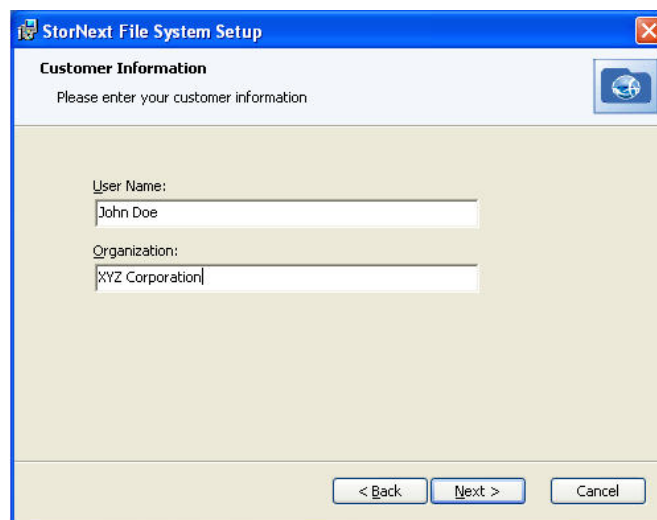 StorNext File System Setup
Customer Information
Please enter your customer information
User Name:
John Doe
Organization:
XYZ Corporation
< Back
Next >
Cancel